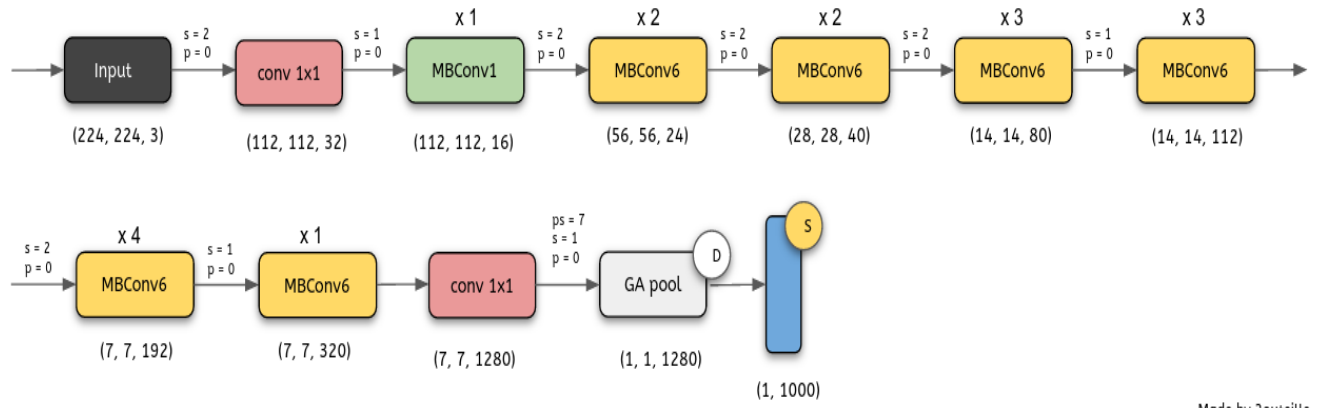 x 1
x 2
x 2
x 3
x 3
s = 2
p = 0
s = 1
p = 0
s = 2
p = 0
s = 2
p = 0
s = 2
p = 0
s = 1
p = 0
Input
conv 1x1
MBConv1
MBConv6
MBConv6
MBConv6
MBConv6
(224, 224, 3)
(112, 112, 32)
(112, 112, 16)
(56, 56, 24)
(28, 28, 40)
(14, 14, 80)
(14, 14, 112)
s = 2
p = 0
x 4
s = 1
p = 0
x 1
ps = 7
s = 1
p = 0
D
S
MBConv6
MBConv6
conv 1x1
GA pool
(7, 7, 192)
(7, 7, 320)
(7, 7, 1280)
(1, 1, 1280)
(1, 1000)
Made by